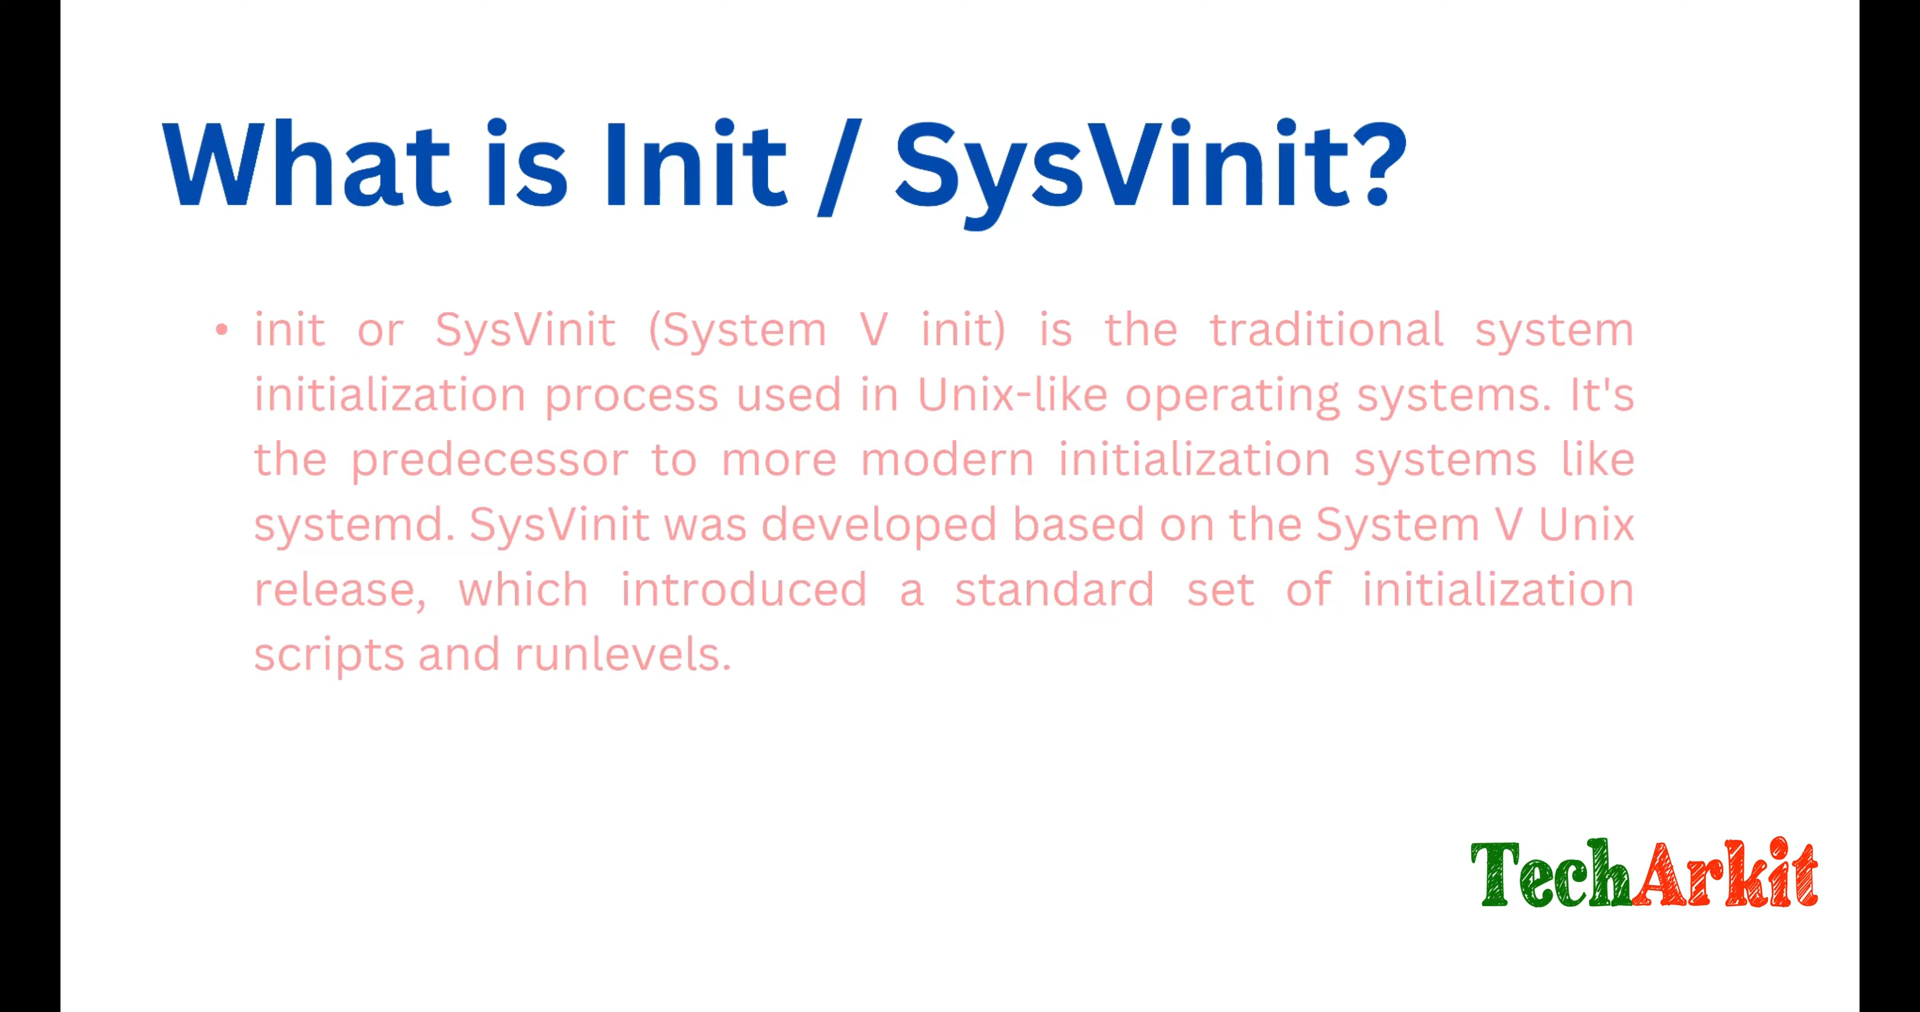 What is Init / SysVinit?
• init or SysVinit (System V init) is the traditional system
initialization process used in Unix-like operating systems. It's
the predecessor to more modern initialization systems like
systemd. SysVinit was developed based on the System V Unix
release, which introduced a standard set of initialization
scripts and runlevels.
TechArkit